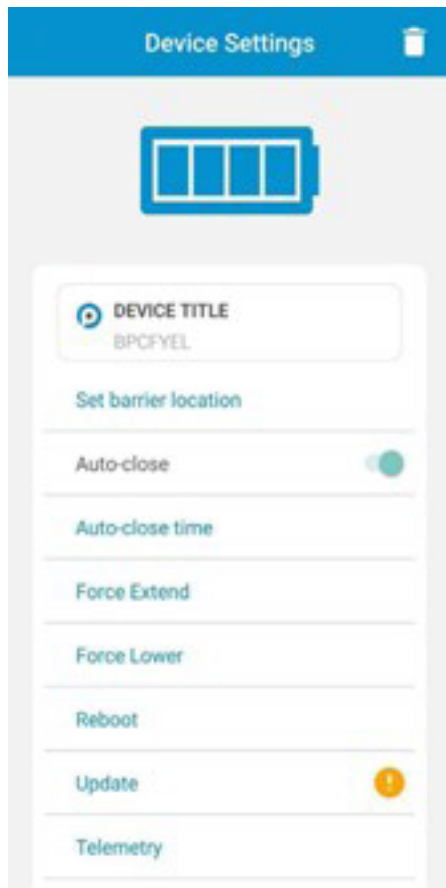 Device Settings
DEVICE TITLE
BPCFYEL
Set barrier location
Auto-close
Auto-close time
Force Extend
Force Lower
Reboot
Update
Telemetry